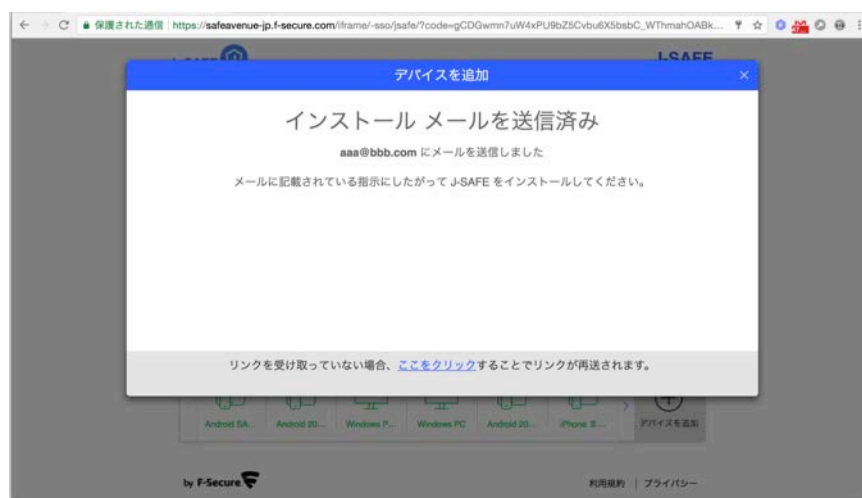 保護された通信 https://safeavenue-jp.f-secure.com/iframe/-sso/jsafe/?code=gCDGwmn7uW4xPU9bZ5Cvbu6X5bsbC_WThmahOABk...
デバイスを追加
インストール メールを送信済み
aaa@bbb.com にメールを送信しました
メールに記載されている指示にしたがって J-SAFE をインストールしてください。
リンクを受け取っていない場合、ここをクリックすることでリンクが再送されます。
Android SA... Android 20... Windows P... Windows PC Android 20... デバイスを追加
by F-Secure 利用規約 | プライバシー